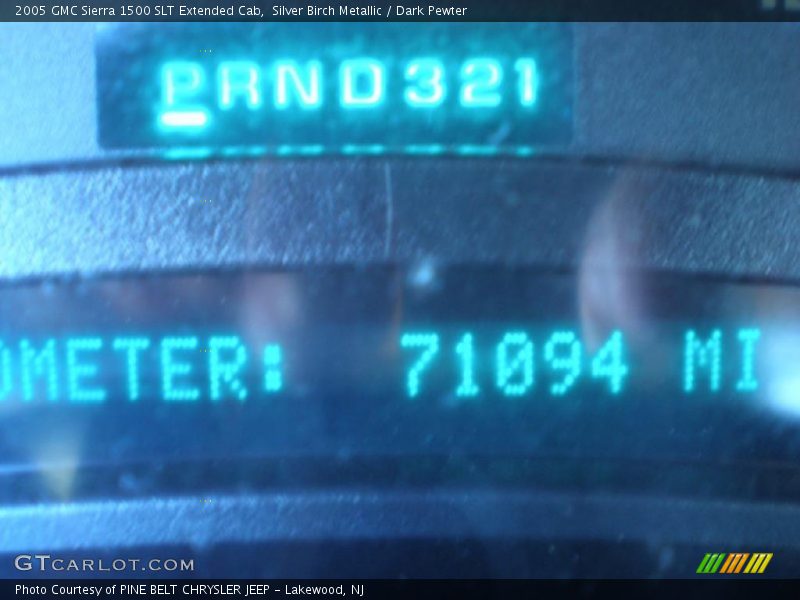 2005 GMC Sierra 1500 SLT Extended Cab, Silver Birch Metallic / Dark Pewter
PRND321
OMETER: 71094 MI
GTCARLOT.COM
Photo Courtesy of PINE BELT CHRYSLER JEEP - Lakewood, NJ